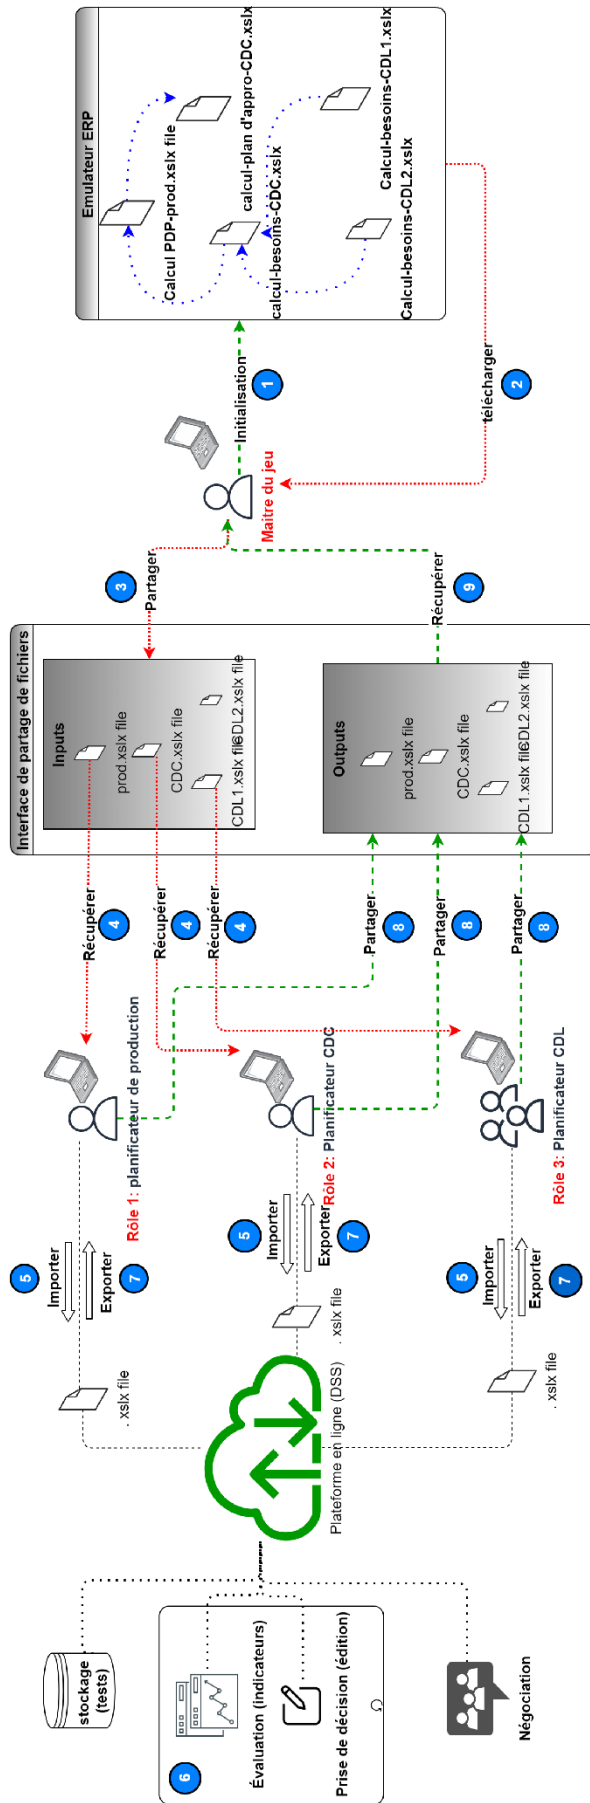 stockage
(tests)
6
Évaluation (indicateurs)
Prise de décision (édition)
Négociation
Plateforme en ligne (DSS)
. xslx file
5
Importer
Exporter
7
Rôle 1: planificateur de production
. xslx file
5
Importer
Exporter
7
Rôle 2: Planificateur CDC
. xslx file
5
Importer
Exporter
7
Rôle 3: Planificateur CDL
Récupérer
4
Récupérer
4
Récupérer
4
Partager
8
Partager
8
Partager
8
Interface de partage de fichiers
Inputs
prod.xslx file
CDC.xslx file
CDL1.xslx file
CDL2.xslx file
Outputs
prod.xslx file
CDC.xslx file
CDL1.xslx file
CDL2.xslx file
3
Partager
Récupérer
9
Maitre du jeu
Initialisation
1
télécharger
2
Emulateur ERP
Calcul PDP-prod.xslx file
calcul-plan d'appro-CDC.xslx
calcul-besoins-CDC.xslx
Calcul-besoins-CDL1.xslx
Calcul-besoins-CDL2.xslx